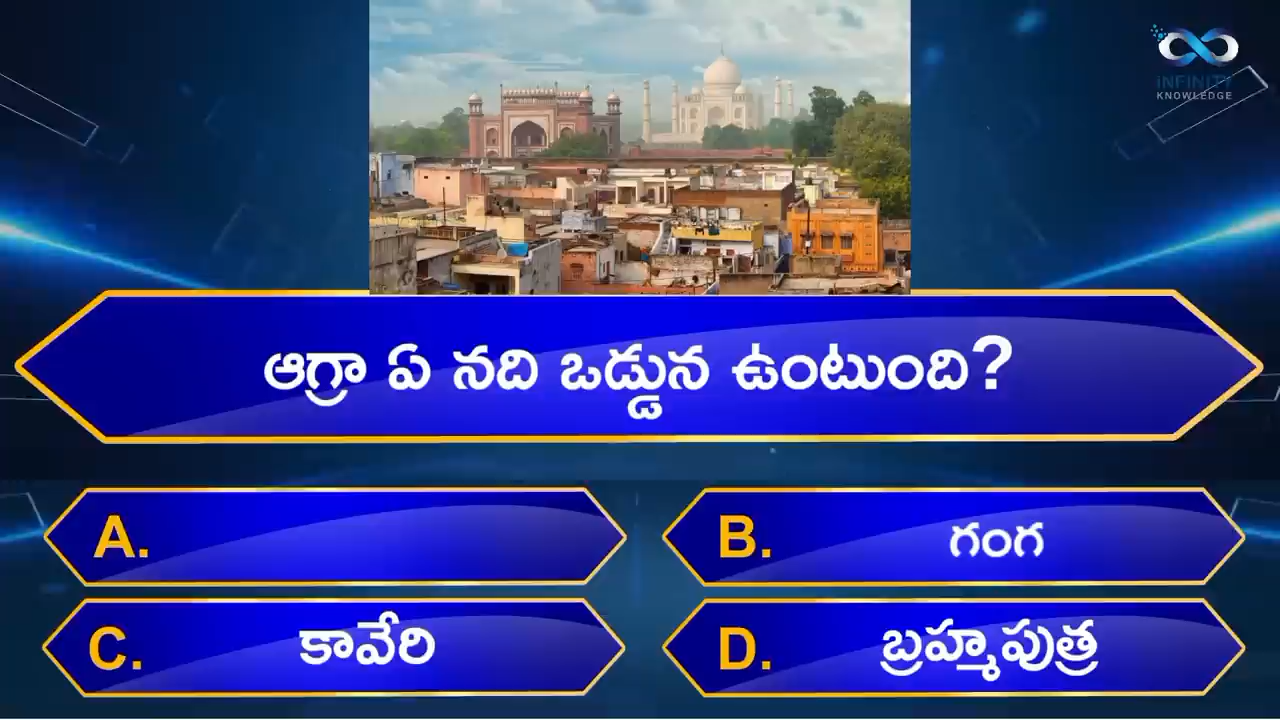 INFINITY
KNOWLEDGE
ఆగ్రా ఏ నది ఒడ్డున ఉంటుంది?
A.
B. గంగ
C. కావేరి
D. బ్రహ్మపుత్ర